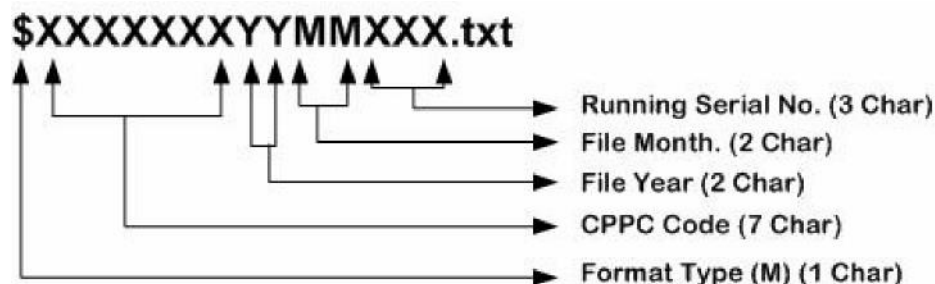 $XXXXXXXYYMMXXX.txt
Running Serial No. (3 Char)
File Month. (2 Char)
File Year (2 Char)
CPPC Code (7 Char)
Format Type (M) (1 Char)